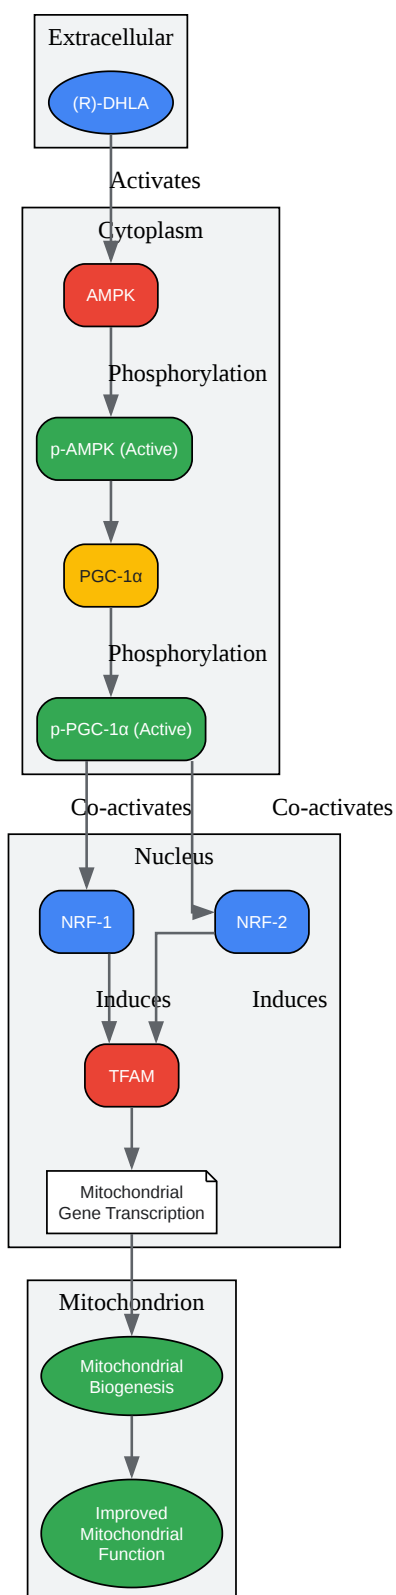 Extracellular
(R)-DHLA
Activates
Cytoplasm
AMPK
Phosphorylation
p-AMPK (Active)
PGC-1α
Phosphorylation
p-PGC-1α (Active)
Co-activates
Co-activates
Nucleus
NRF-1
NRF-2
Induces
Induces
TFAM
Mitochondrial
Gene Transcription
Mitochondrion
Mitochondrial
Biogenesis
Improved
Mitochondrial
Function